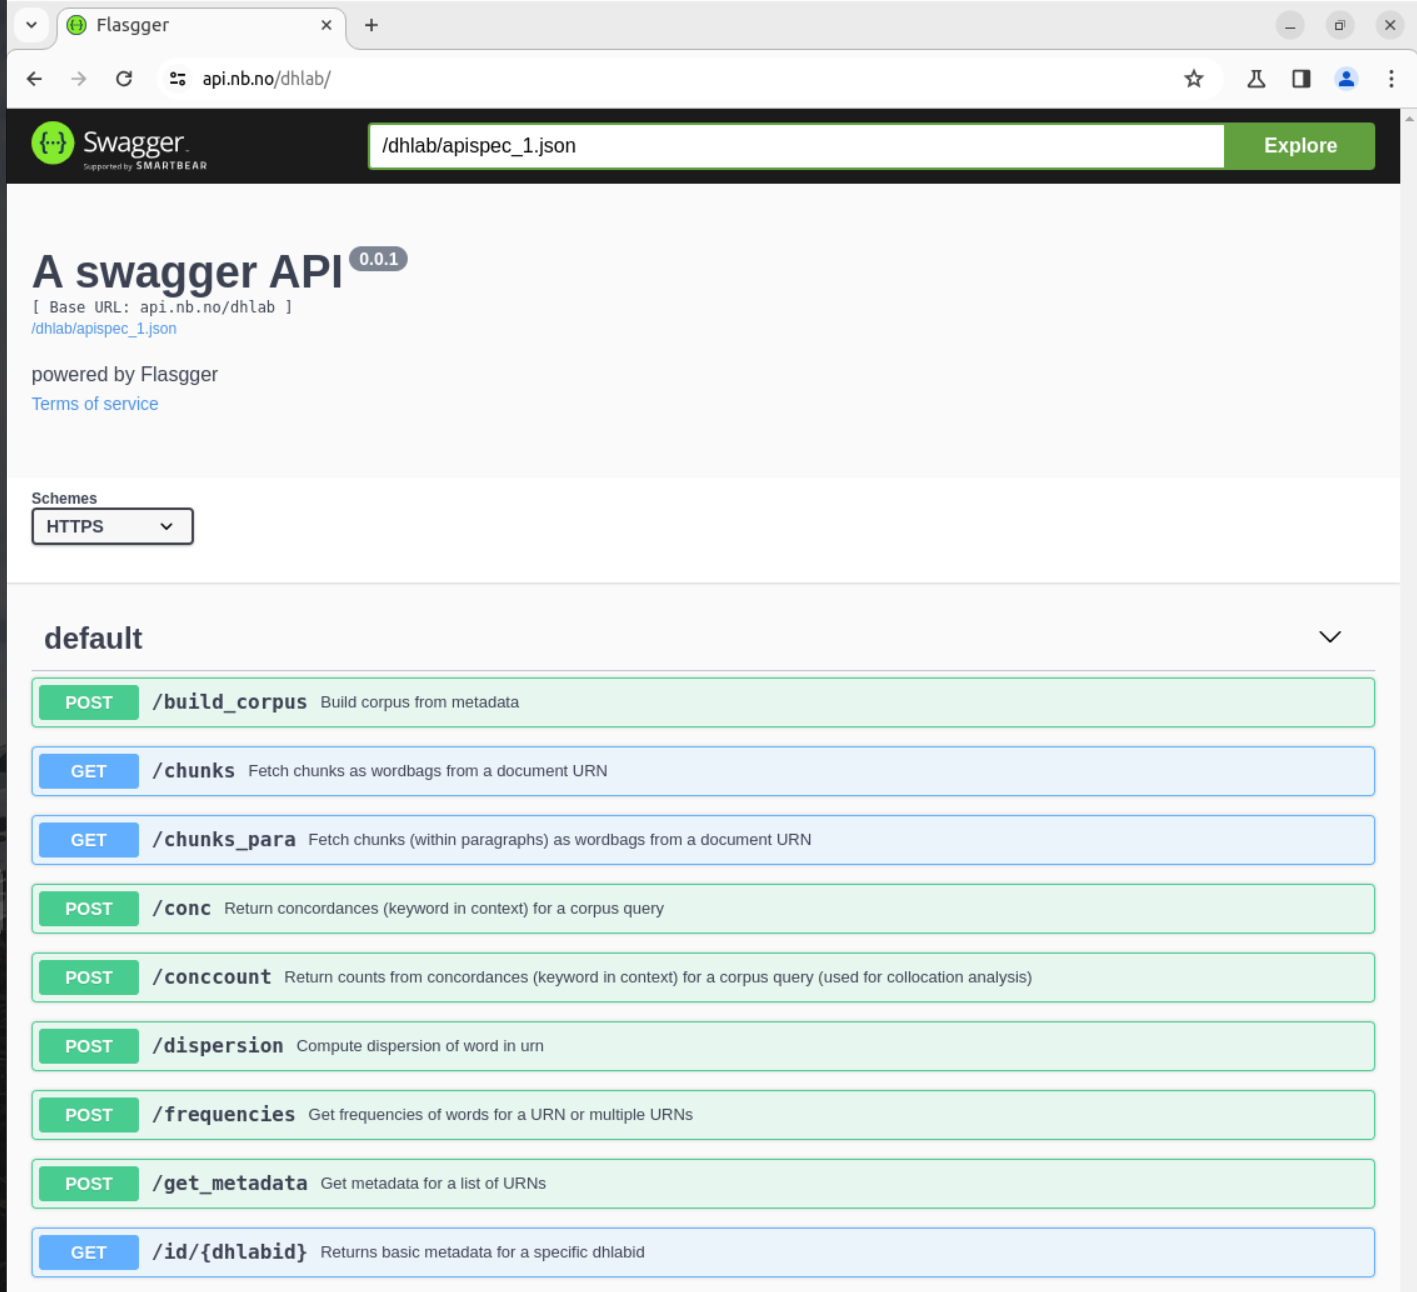 Flasgger
api.nb.no/dhlab/
Swagger.
Supported by SMARTBEAR
/dhlab/apispec_1.json
Explore
A swagger API 0.0.1
[ Base URL: api.nb.no/dhlab ]
/dhlab/apispec_1.json
powered by Flasgger
Terms of service
Schemes
HTTPS
default
POST /build_corpus Build corpus from metadata
GET /chunks Fetch chunks as wordbags from a document URN
GET /chunks_para Fetch chunks (within paragraphs) as wordbags from a document URN
POST /conc Return concordances (keyword in context) for a corpus query
POST /conccount Return counts from concordances (keyword in context) for a corpus query (used for collocation analysis)
POST /dispersion Compute dispersion of word in urn
POST /frequencies Get frequencies of words for a URN or multiple URNs
POST /get_metadata Get metadata for a list of URNs
GET /id/{dhlabid} Returns basic metadata for a specific dhlabid